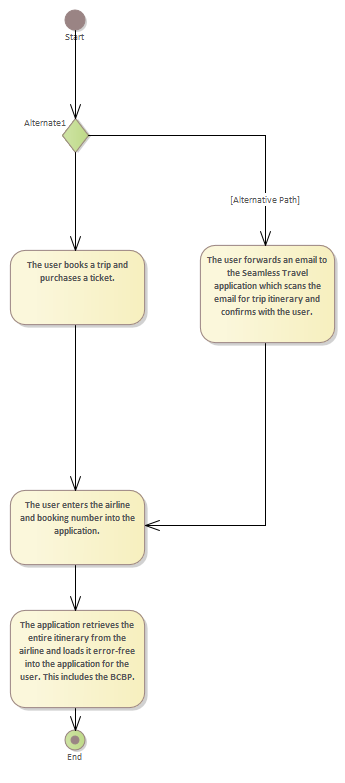 Start
Alternate1
[Alternative Path]
The user books a trip and
purchases a ticket.
The user forwards an email to
the Seamless Travel
application which scans the
email for trip itinerary and
confirms with the user.
The user enters the airline
and booking number into the
application.
The application retrieves the
entire itinerary from the
airline and loads it error-free
into the application for the
user. This includes the BCBP.
End